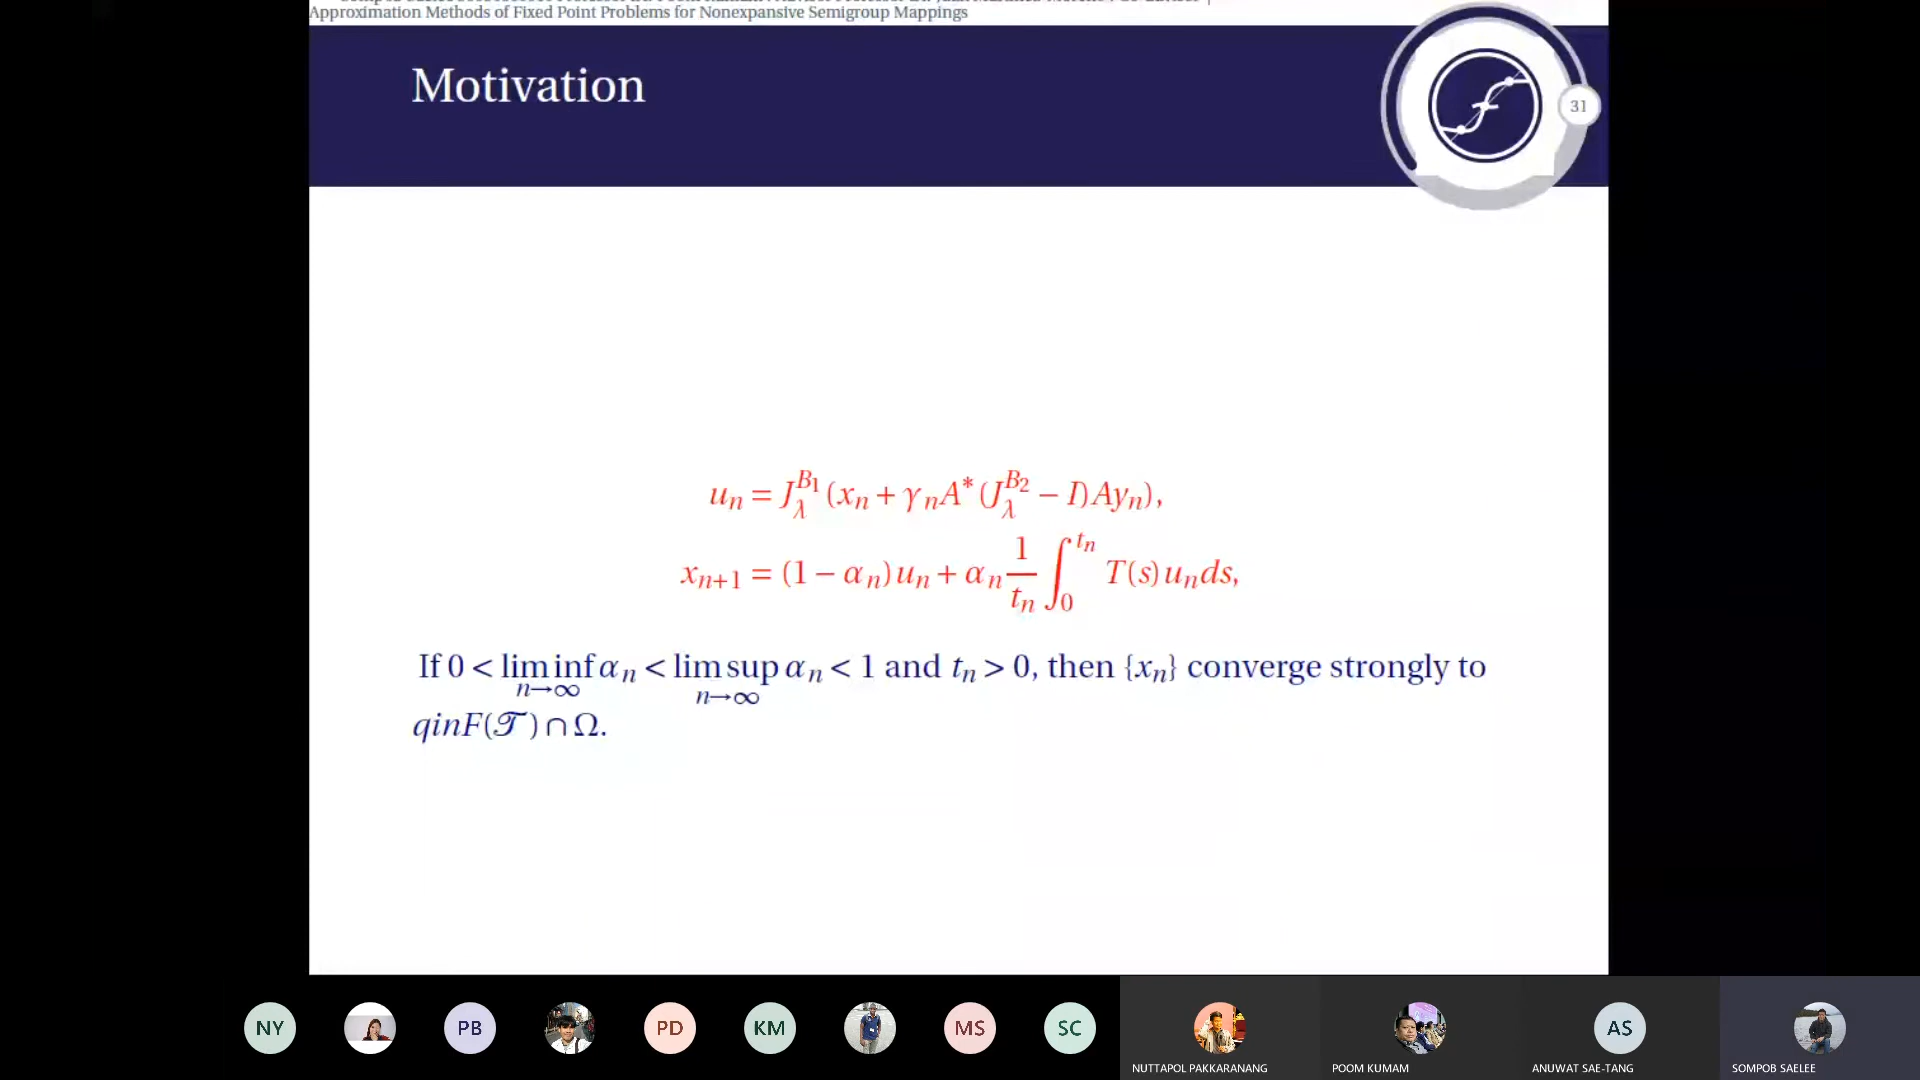 Approximation Methods of Fixed Point Problems for Nonexpansive Semigroup Mappings
Motivation
31
u_n = J_λ^{B_1}(x_n + γ_n A^*(J_λ^{B_2} − I)Ay_n),
x_{n+1} = (1 − α_n)u_n + α_n \frac{1}{t_n} ∫_0^{t_n} T(s)u_n ds,
If 0 < lim inf_{n→∞} α_n < lim sup_{n→∞} α_n < 1 and t_n > 0, then {x_n} converge strongly to
qinF(𝒯) ∩ Ω.
NY
PB
PD
KM
MS
SC
AS
NUTTAPOL PAKKARANANG
POOM KUMAM
ANUWAT SAE-TANG
SOMPOB SAELEE